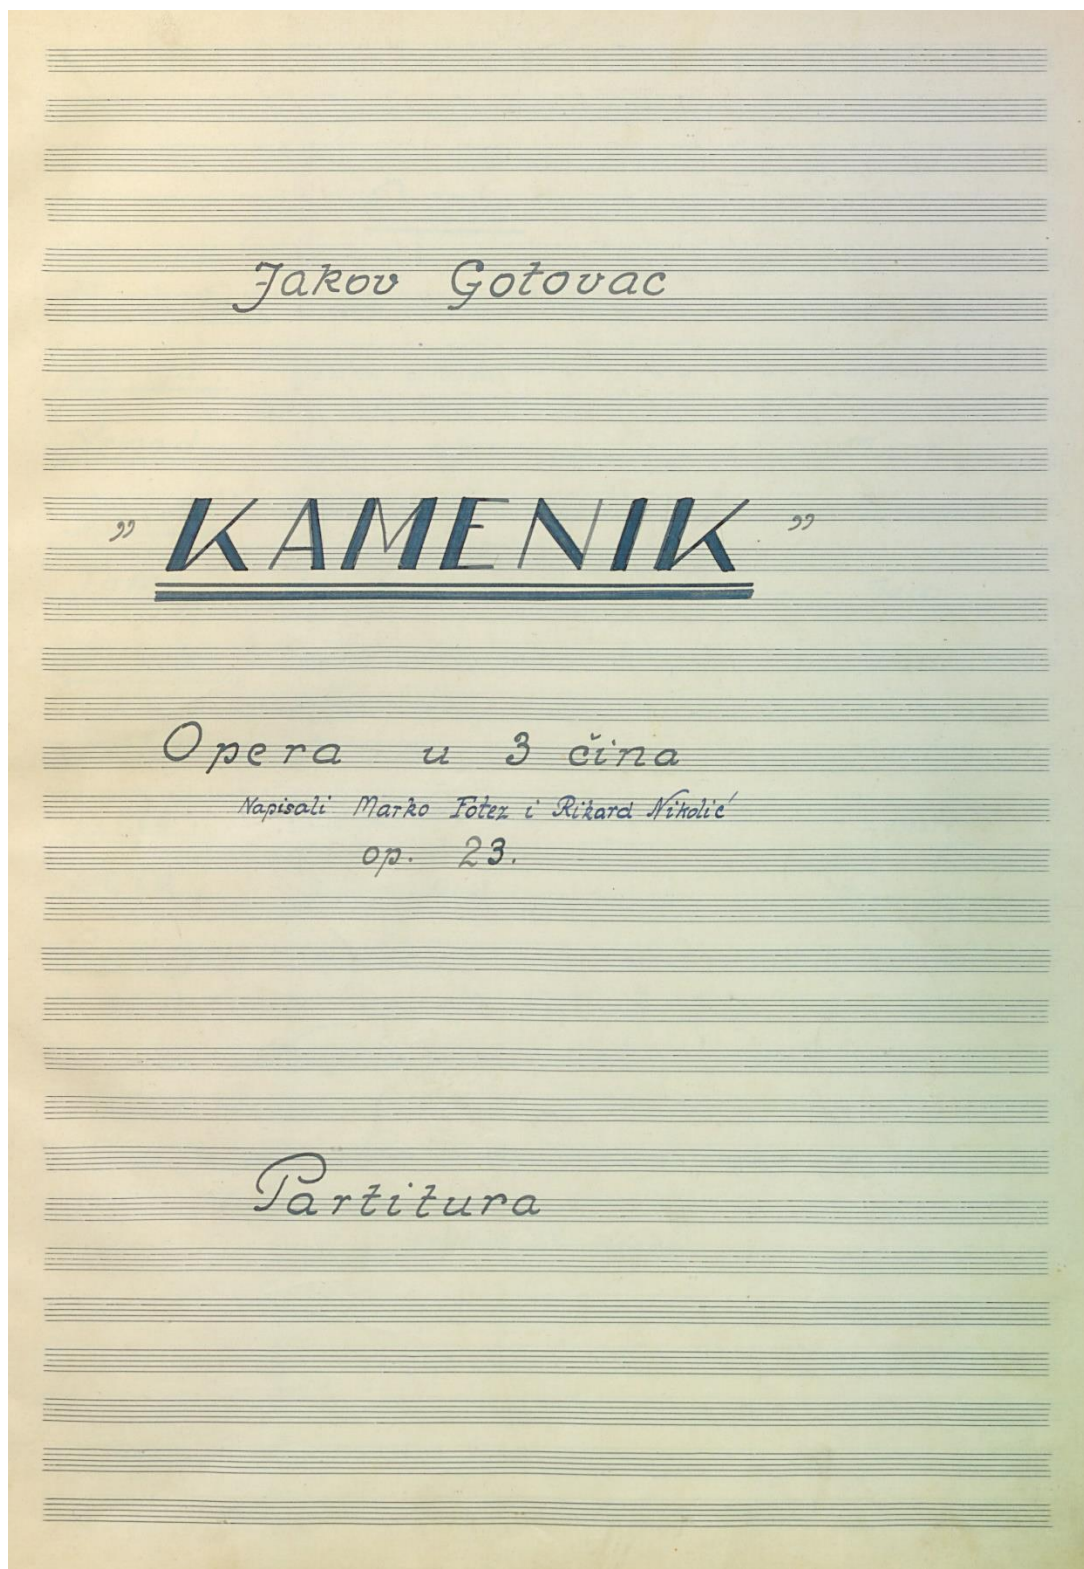 Jakov Gotovac
„KAMENIK”
Opera u 3 čina
Napisali Marko Fotez i Rikard Nikolić
op. 23.
Partitura